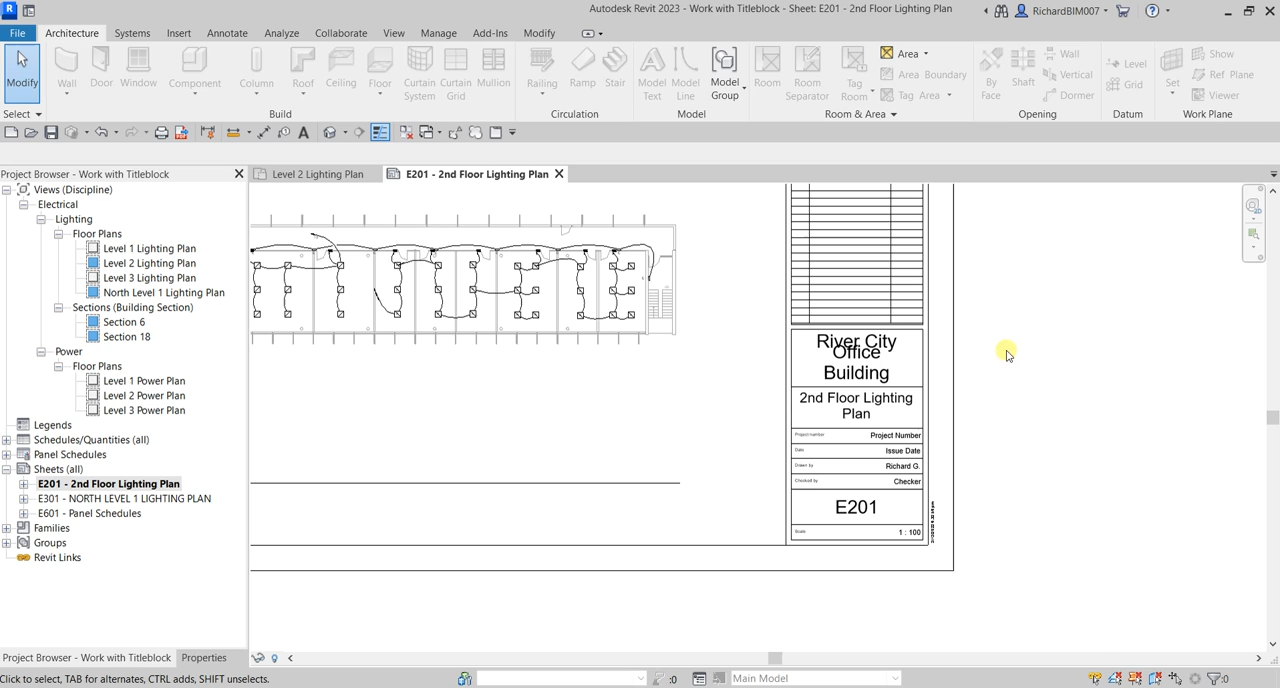 Autodesk Revit 2023 - Work with Titleblock - Sheet: E201 - 2nd Floor Lighting Plan
RichardBIM007
File Architecture Systems Insert Annotate Analyze Collaborate View Manage Add-Ins Modify
Modify
Wall
Door
Window
Component
Column
Roof
Ceiling
Floor
Curtain System
Curtain Grid
Mullion
Railing
Ramp
Stair
Model Text
Model Line
Model Group
Room
Room Separator
Tag Room
Area
Area Boundary
Tag Area
By Face
Shaft
Wall
Vertical
Dormer
Level
Grid
Set
Show
Ref Plane
Viewer
Select Build Circulation Model Room & Area Opening Datum Work Plane
Project Browser - Work with Titleblock
Level 2 Lighting Plan
E201 - 2nd Floor Lighting Plan
Views (Discipline)
Electrical
Lighting
Floor Plans
Level 1 Lighting Plan
Level 2 Lighting Plan
Level 3 Lighting Plan
North Level 1 Lighting Plan
Sections (Building Section)
Section 6
Section 18
Power
Floor Plans
Level 1 Power Plan
Level 2 Power Plan
Level 3 Power Plan
Legends
Schedules/Quantities (all)
Panel Schedules
Sheets (all)
E201 - 2nd Floor Lighting Plan
E301 - NORTH LEVEL 1 LIGHTING PLAN
E601 - Panel Schedules
Families
Groups
Revit Links
River City
Office
Building
2nd Floor Lighting
Plan
Project number Project Number
Date Issue Date
Drawn by Richard G.
Checked by Checker
E201
Scale 1 : 100
2D
Project Browser - Work with Titleblock Properties
Click to select, TAB for alternates, CTRL adds, SHIFT unselects.
:0
Main Model
:0